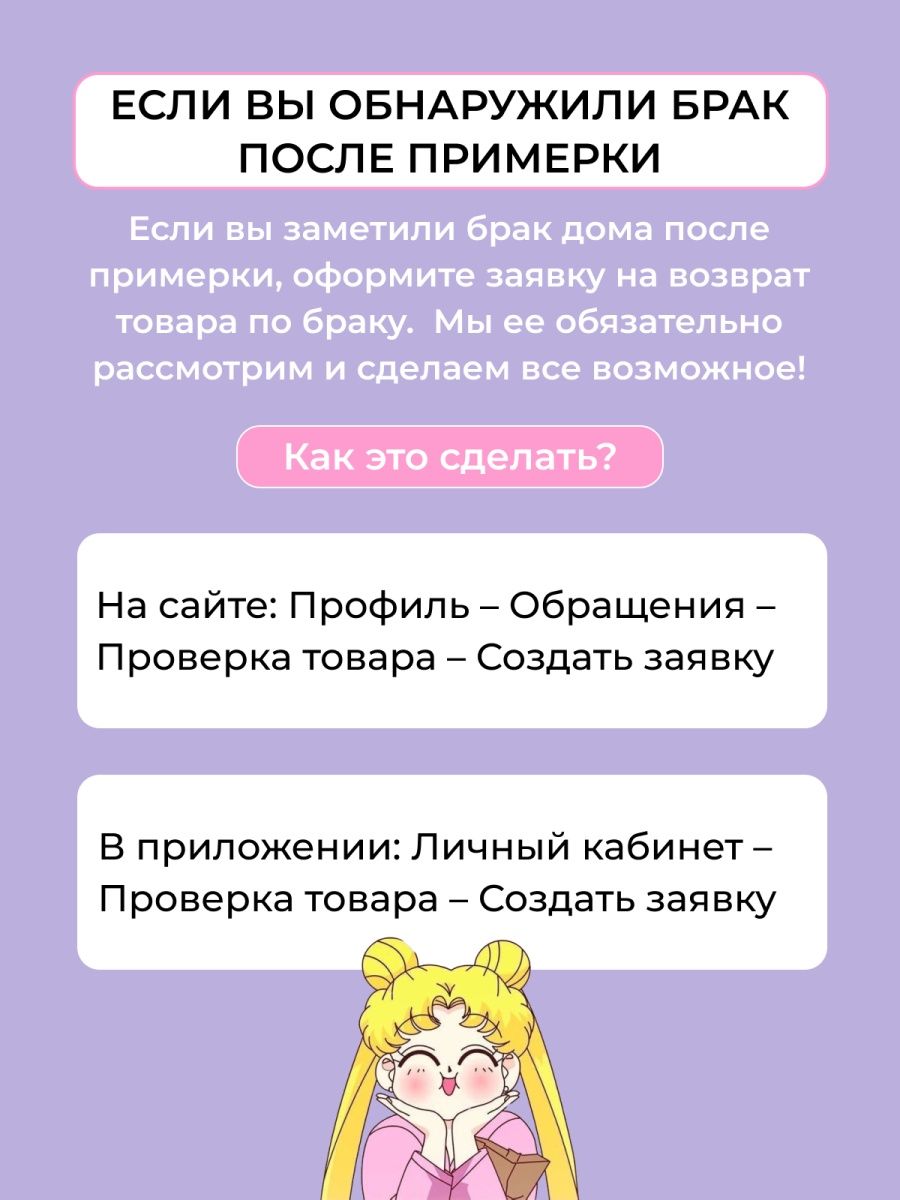 ЕСЛИ ВЫ ОБНАРУЖИЛИ БРАК
ПОСЛЕ ПРИМЕРКИ
Если вы заметили брак дома после
примерки, оформите заявку на возврат
товара по браку. Мы ее обязательно
рассмотрим и сделаем все возможное!
Как это сделать?
На сайте: Профиль – Обращения –
Проверка товара – Создать заявку
В приложении: Личный кабинет –
Проверка товара – Создать заявку